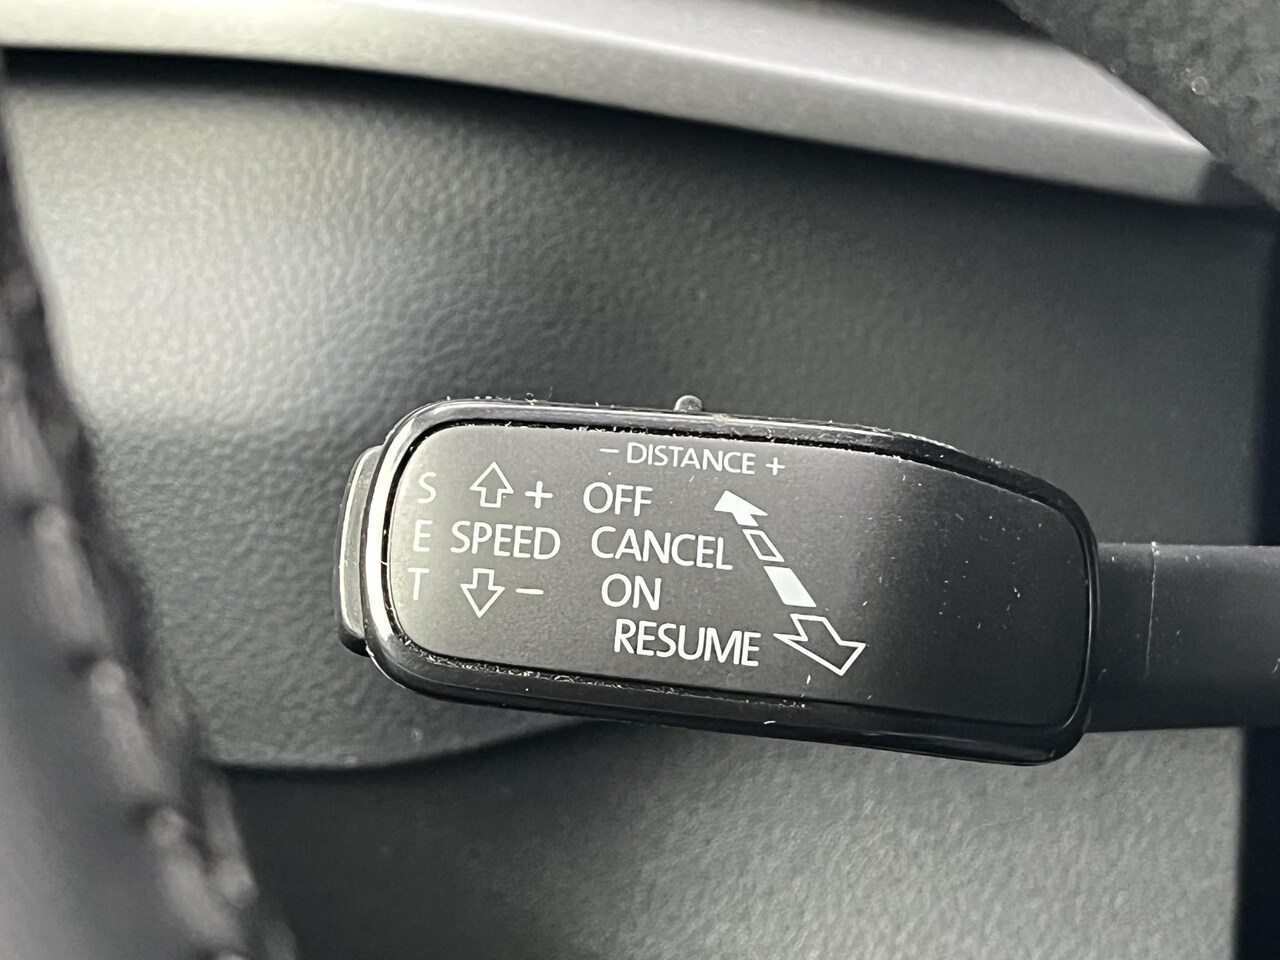 – DISTANCE +
S + OFF
E SPEED CANCEL
T – ON
RESUME